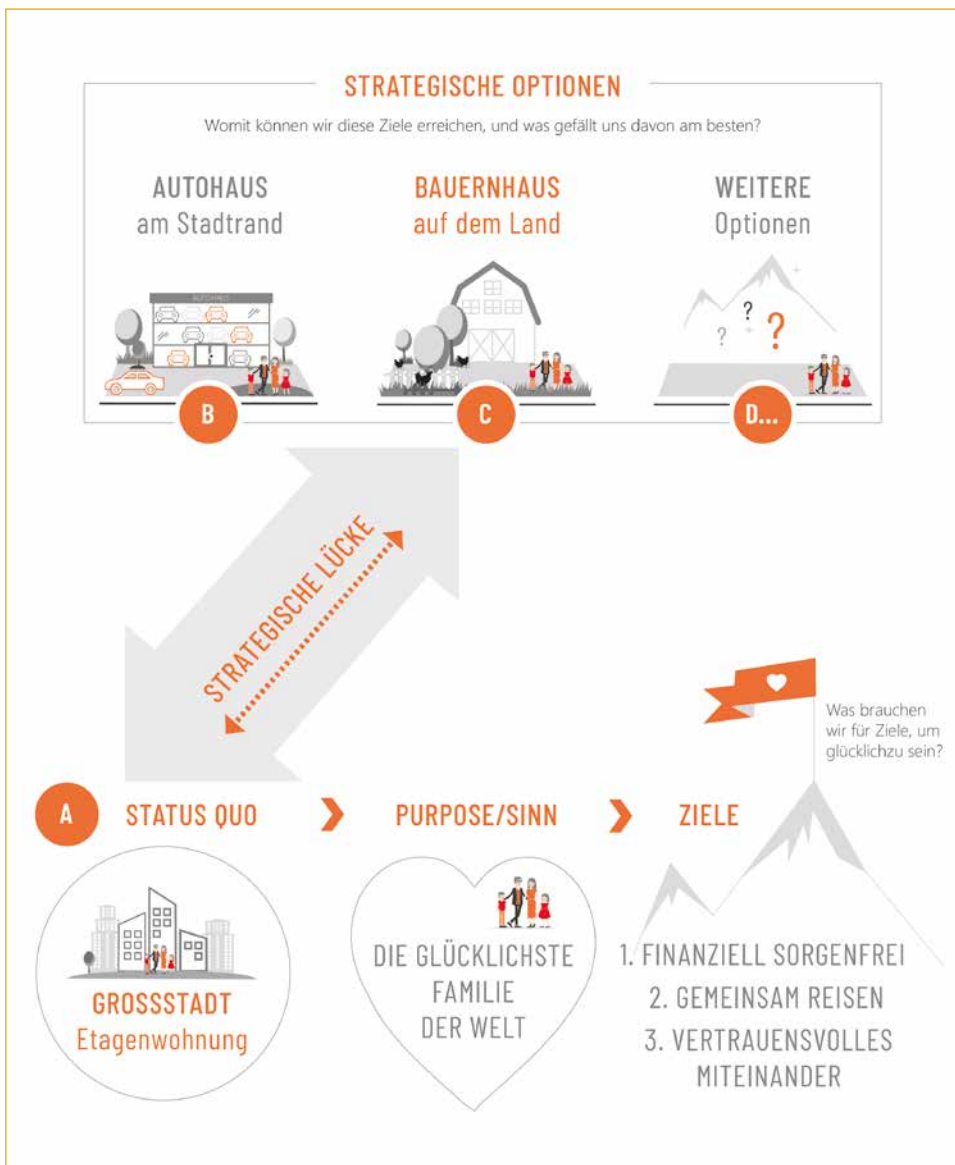 STRATEGISCHE OPTIONEN
Womit können wir diese Ziele erreichen, und was gefällt uns davon am besten?
AUTOHAUS
am Stadtrand
BAUERNHAUS
auf dem Land
WEITERE
Optionen
AUTOHAUS
? ? ?
B
C
D...
STRATEGISCHE LÜCKE
Was brauchen
wir für Ziele, um
glücklichzu sein?
A STATUS QUO
PURPOSE/SINN
ZIELE
GROSSSTADT
Etagenwohnung
DIE GLÜCKLICHSTE
FAMILIE
DER WELT
1. FINANZIELL SORGENFREI
2. GEMEINSAM REISEN
3. VERTRAUENSVOLLES
MITEINANDER